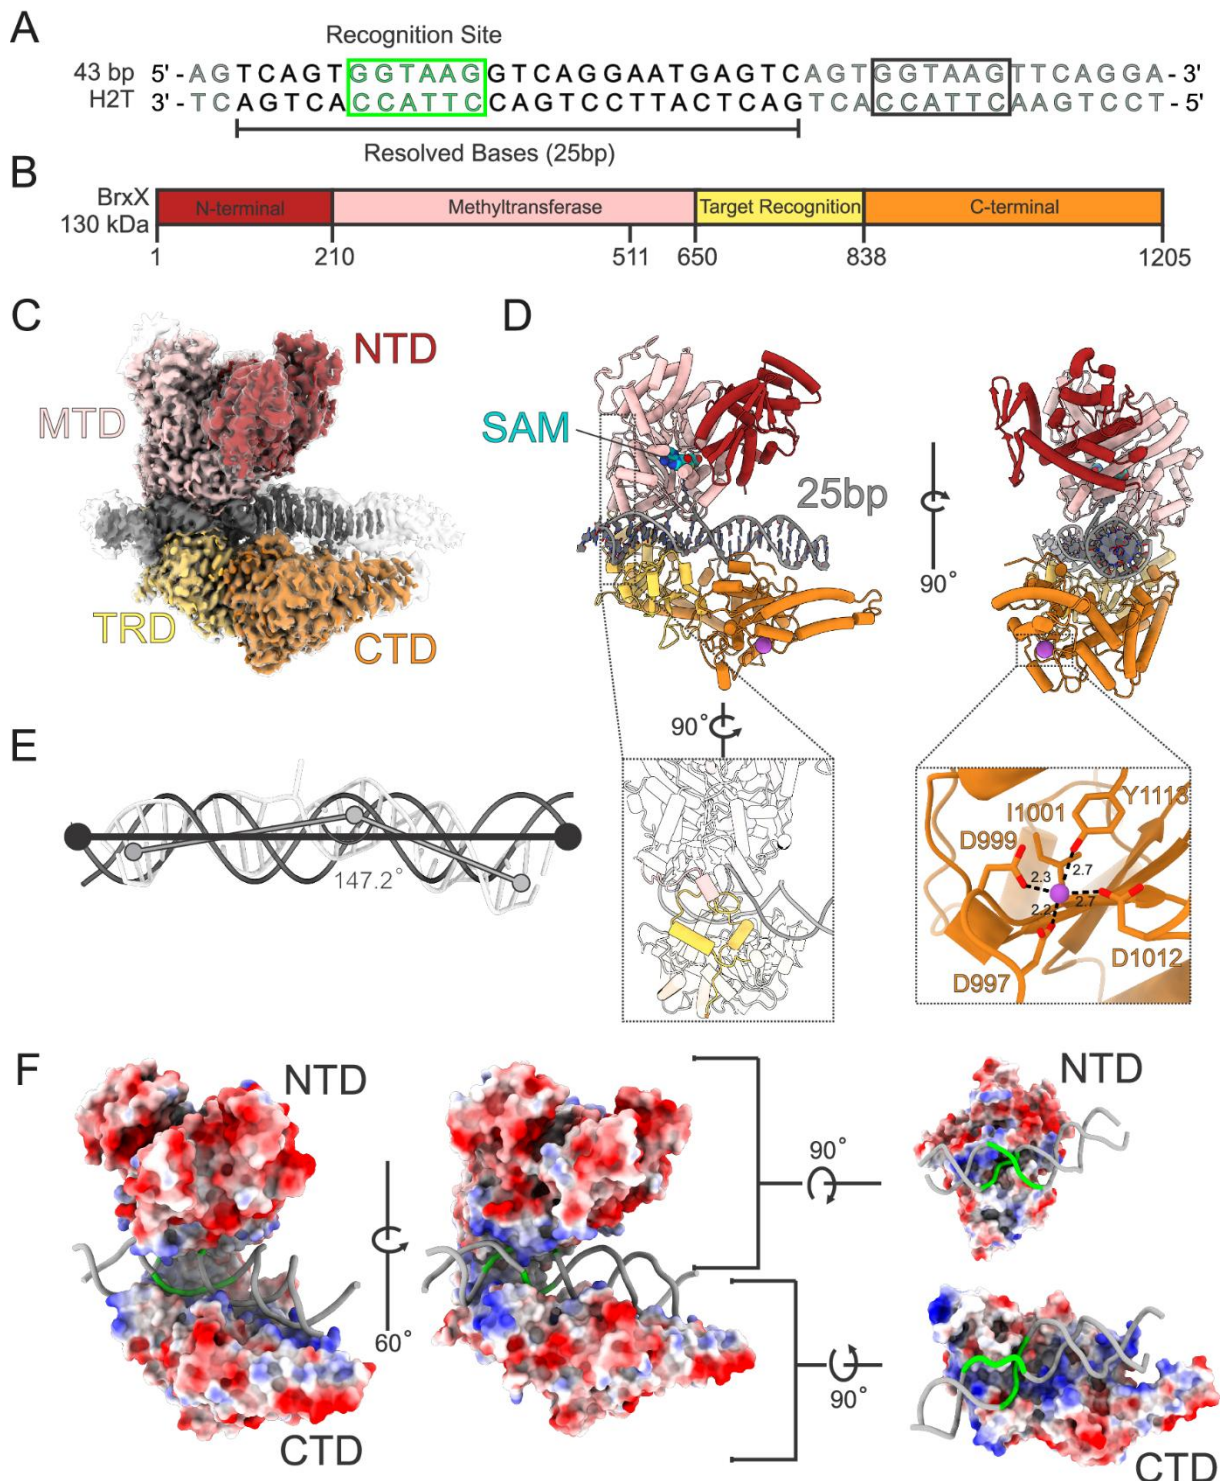 A
Recognition Site
43 bp 5' - AGTCAGTGGTAAGGTCAGGAATGAGTCAGTGGTAAGTTCAGGA - 3'
H2T 3' - TCAGTCACCATTCCAGTCCTTACTCAGTCACCATTCAAGTCCT - 5'
Resolved Bases (25bp)
B
BrxX
130 kDa
N-terminal Methyltransferase Target Recognition C-terminal
1 210 511 650 838 1205
C
NTD
MTD
TRD
CTD
D
SAM
25bp
90°
90°
Y1113
I1001
D999
2.3
2.7
2.7
2.2
D1012
D997
E
147.2°
F
NTD
60°
CTD
90°
90°
NTD
CTD